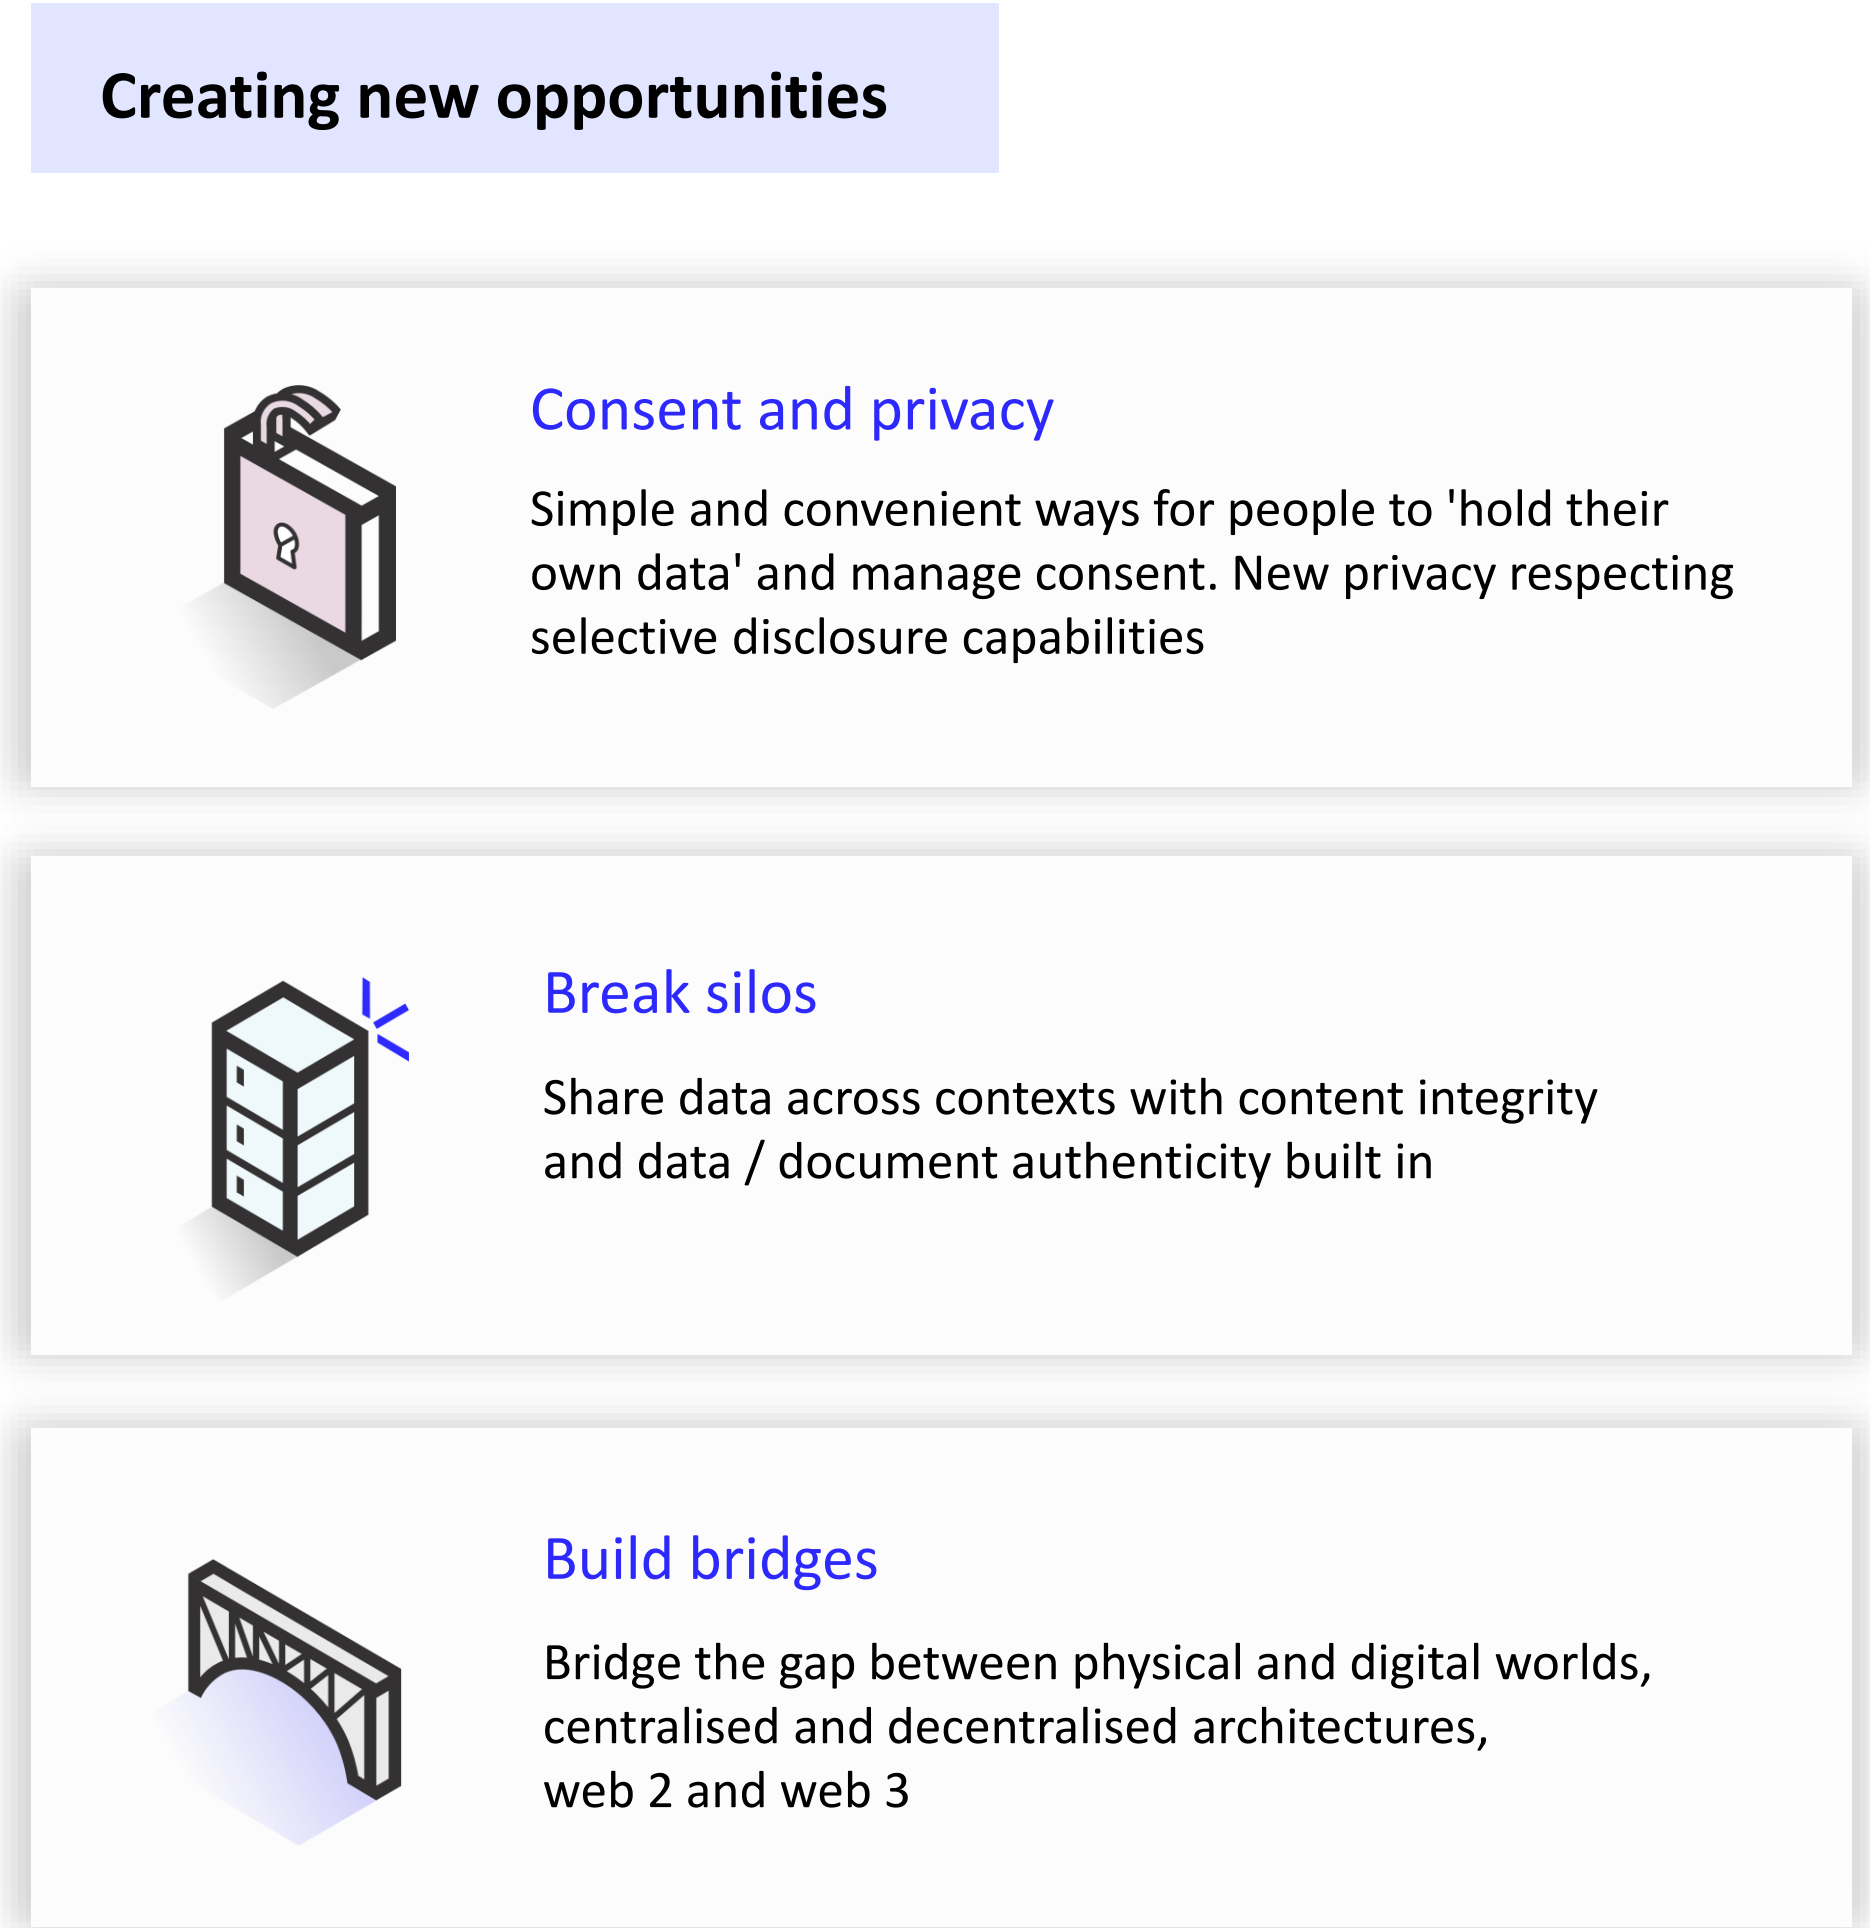 Creating new opportunities
Consent and privacy
Simple and convenient ways for people to 'hold their
own data' and manage consent. New privacy respecting
selective disclosure capabilities
Break silos
Share data across contexts with content integrity
and data / document authenticity built in
Build bridges
Bridge the gap between physical and digital worlds,
centralised and decentralised architectures,
web 2 and web 3